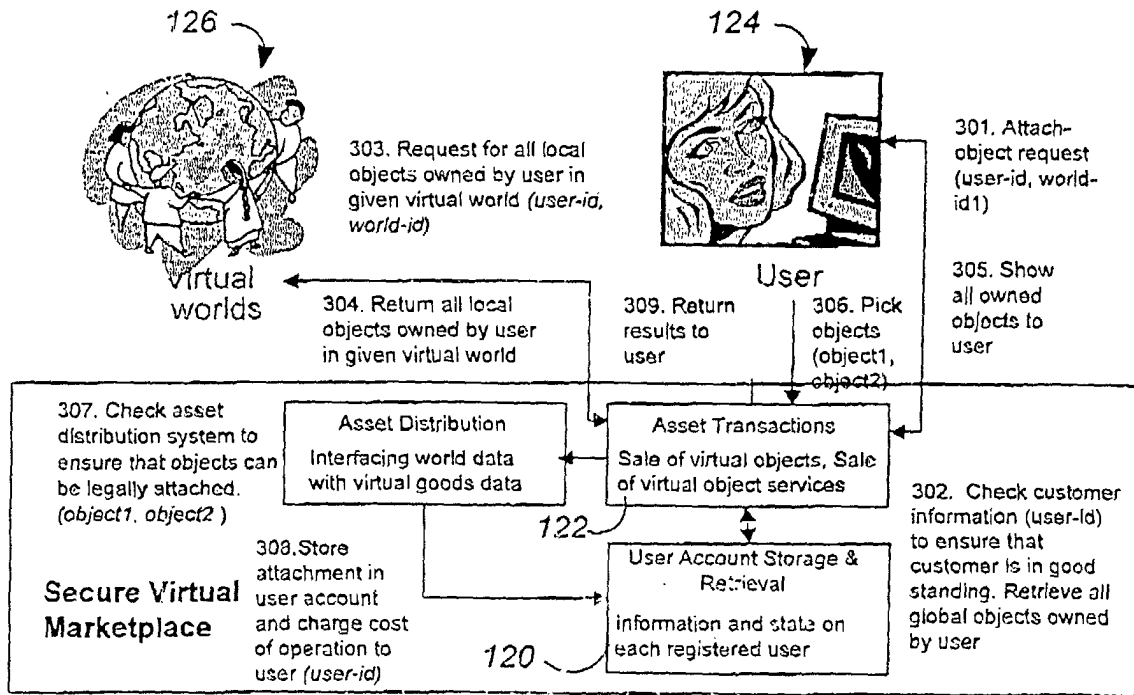 126
124
303. Request for all local
objects owned by user in
given virtual world (user-id,
world-id)
301. Attach-
object request
(user-id, world-
id1)
Virtual
worlds
User
304. Return all local
objects owned by user
in given virtual world
309. Return
results to
user
306. Pick
objects
(object1,
object2)
305. Show
all owned
objects to
user
307. Check asset
distribution system to
ensure that objects can
be legally attached.
(object1, object2 )
Asset Distribution
Interfacing world data
with virtual goods data
Asset Transactions
Sale of virtual objects, Sale
of virtual object services
122
302. Check customer
information (user-id)
to ensure that
customer is in good
standing. Retrieve all
global objects owned
by user
308.Store
attachment in
user account
and charge cost
of operation to
user (user-id)
User Account Storage &
Retrieval
information and state on
each registered user
120
Secure Virtual
Marketplace